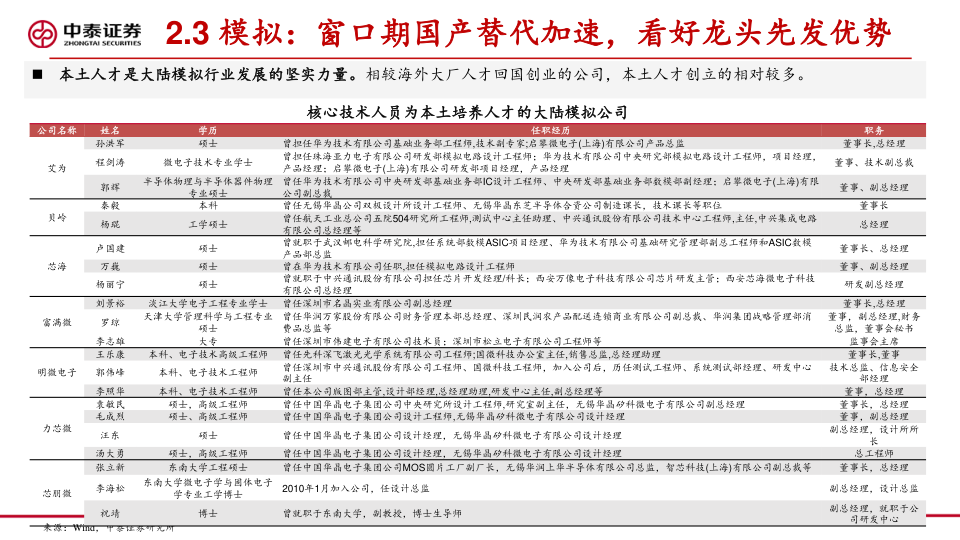 中泰证券
ZHONGTAI SECURITIES
2.3 模拟：窗口期国产替代加速，看好龙头先发优势
■ 本土人才是大陆模拟行业发展的坚实力量。相较海外大厂人才回国创业的公司，本土人才创立的相对较多。
核心技术人员为本土培养人才的大陆模拟公司
公司名称 姓名 学历 任职经历 职务
艾为 孙洪军 硕士 曾担任华为技术有限公司基础业务部工程师,技术副专家;启攀微电子(上海)有限公司产品总监 董事长,总经理
程剑涛 微电子技术专业学士 曾担任珠海亚力电子有限公司研发部模拟电路设计工程师；华为技术有限公司中央研究部模拟电路设计工程师，项目经理，
产品经理；启攀微电子(上海)有限公司研发部项目经理，产品经理 董事、技术副总裁
郭辉 半导体物理与半导体器件物理
专业硕士 曾任华为技术有限公司中央研发部基础业务部IC设计工程师、中央研发部基础业务部数模部副经理；启攀微电子(上海)有限
公司副总裁 董事、副总经理
贝岭 秦毅 本科 曾任无锡华晶公司双极设计所设计工程师、无锡华晶东芝半导体合资公司制造课长，技术课长等职位 董事长
杨琨 工学硕士 曾任航天工业总公司五院504研究所工程师,测试中心主任助理、中兴通讯股份有限公司技术中心工程师,主任,中兴集成电路
有限公司总经理等 总经理
芯海 卢国建 硕士 曾就职于武汉邮电科学研究院,担任系统部数模ASIC项目经理、华为技术有限公司基础研究管理部副总工程师和ASIC数模
产品部总监 董事长、总经理
万巍 硕士 曾在华为技术有限公司任职,担任模拟电路设计工程师 董事、副总经理
杨丽宁 硕士 曾就职于中兴通讯股份有限公司担任芯片开发经理/科长；西安万像电子科技有限公司芯片研发主管；西安芯海微电子科技
有限公司总经理 研发副总经理
富满微 刘景裕 淡江大学电子工程专业学士 曾任深圳市名晶实业有限公司副总经理 董事长,总经理
罗琼 天津大学管理科学与工程专业
硕士 曾任华润万家股份有限公司财务管理本部总经理、深圳民润农产品配送连锁商业有限公司副总裁、华润集团战略管理部消
费品总监等 董事，副总经理,财务
总监，董事会秘书
李志雄 大专 曾任深圳市伟建电子有限公司技术员；深圳市松立电子有限公司工程师等 监事会主席
明微电子 王乐康 本科、电子技术高级工程师 曾任先科深飞激光光学系统有限公司工程师;国微科技办公室主任,销售总监,总经理助理 董事长,董事
郭伟峰 本科、电子技术工程师 曾任深圳市中兴通讯股份有限公司工程师、国微科技工程师，加入公司后，历任测试工程师、系统测试部经理、研发中心
副主任 技术总监、信息安全
部经理
李照华 本科、电子技术工程师 曾任本公司版图部主管,设计部经理,总经理助理,研发中心主任,副总经理等 董事，总经理
力芯微 袁敏民 硕士，高级工程师 曾任中国华晶电子集团公司中央研究所设计工程师,研究室副主任，无锡华晶矽科微电子有限公司副总经理 董事长，总经理
毛成烈 硕士，高级工程师 曾任中国华晶电子集团公司设计工程师,无锡华晶矽科微电子有限公司设计经理 董事，副总经理
汪东 硕士 曾任中国华晶电子集团公司设计经理，无锡华晶矽科微电子有限公司设计经理 副总经理，设计所所
长
汤大勇 硕士，高级工程师 曾任中国华晶电子集团公司设计经理，无锡华晶矽科微电子有限公司设计经理 总工程师
芯朋微 张立新 东南大学工程硕士 曾任中国华晶电子集团公司MOS圆片工厂副厂长，无锡华润上华半导体有限公司总监，智芯科技(上海)有限公司副总裁等 董事长，总经理
李海松 东南大学微电子学与固体电子
学专业工学博士 2010年1月加入公司，任设计总监 副总经理，设计总监
祝靖 博士 曾就职于东南大学，副教授，博士生导师 副总经理，就职于公
司研发中心
来源：Wind，中泰证券研究所